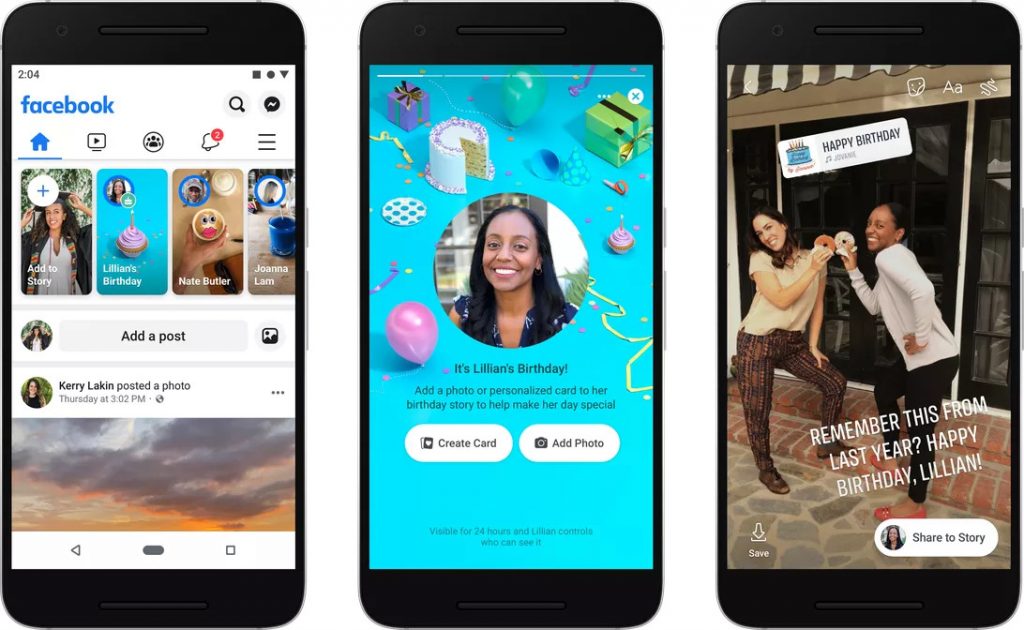 2:04
facebook
2
Add to
Story
Lillian's
Birthday
Nate Butler
Joanna
Lam
Add a post
Kerry Lakin posted a photo
Thursday at 3:02 PM ·
It's Lillian's Birthday!
Add a photo or personalized card to her
birthday story to help make her day special
Create Card
Add Photo
Visible for 24 hours and Lillian controls
who can see it
Aa
HAPPY BIRTHDAY
JOVANIE
REMEMBER THIS FROM
LAST YEAR? HAPPY
BIRTHDAY, LILLIAN!
Save
Share to Story